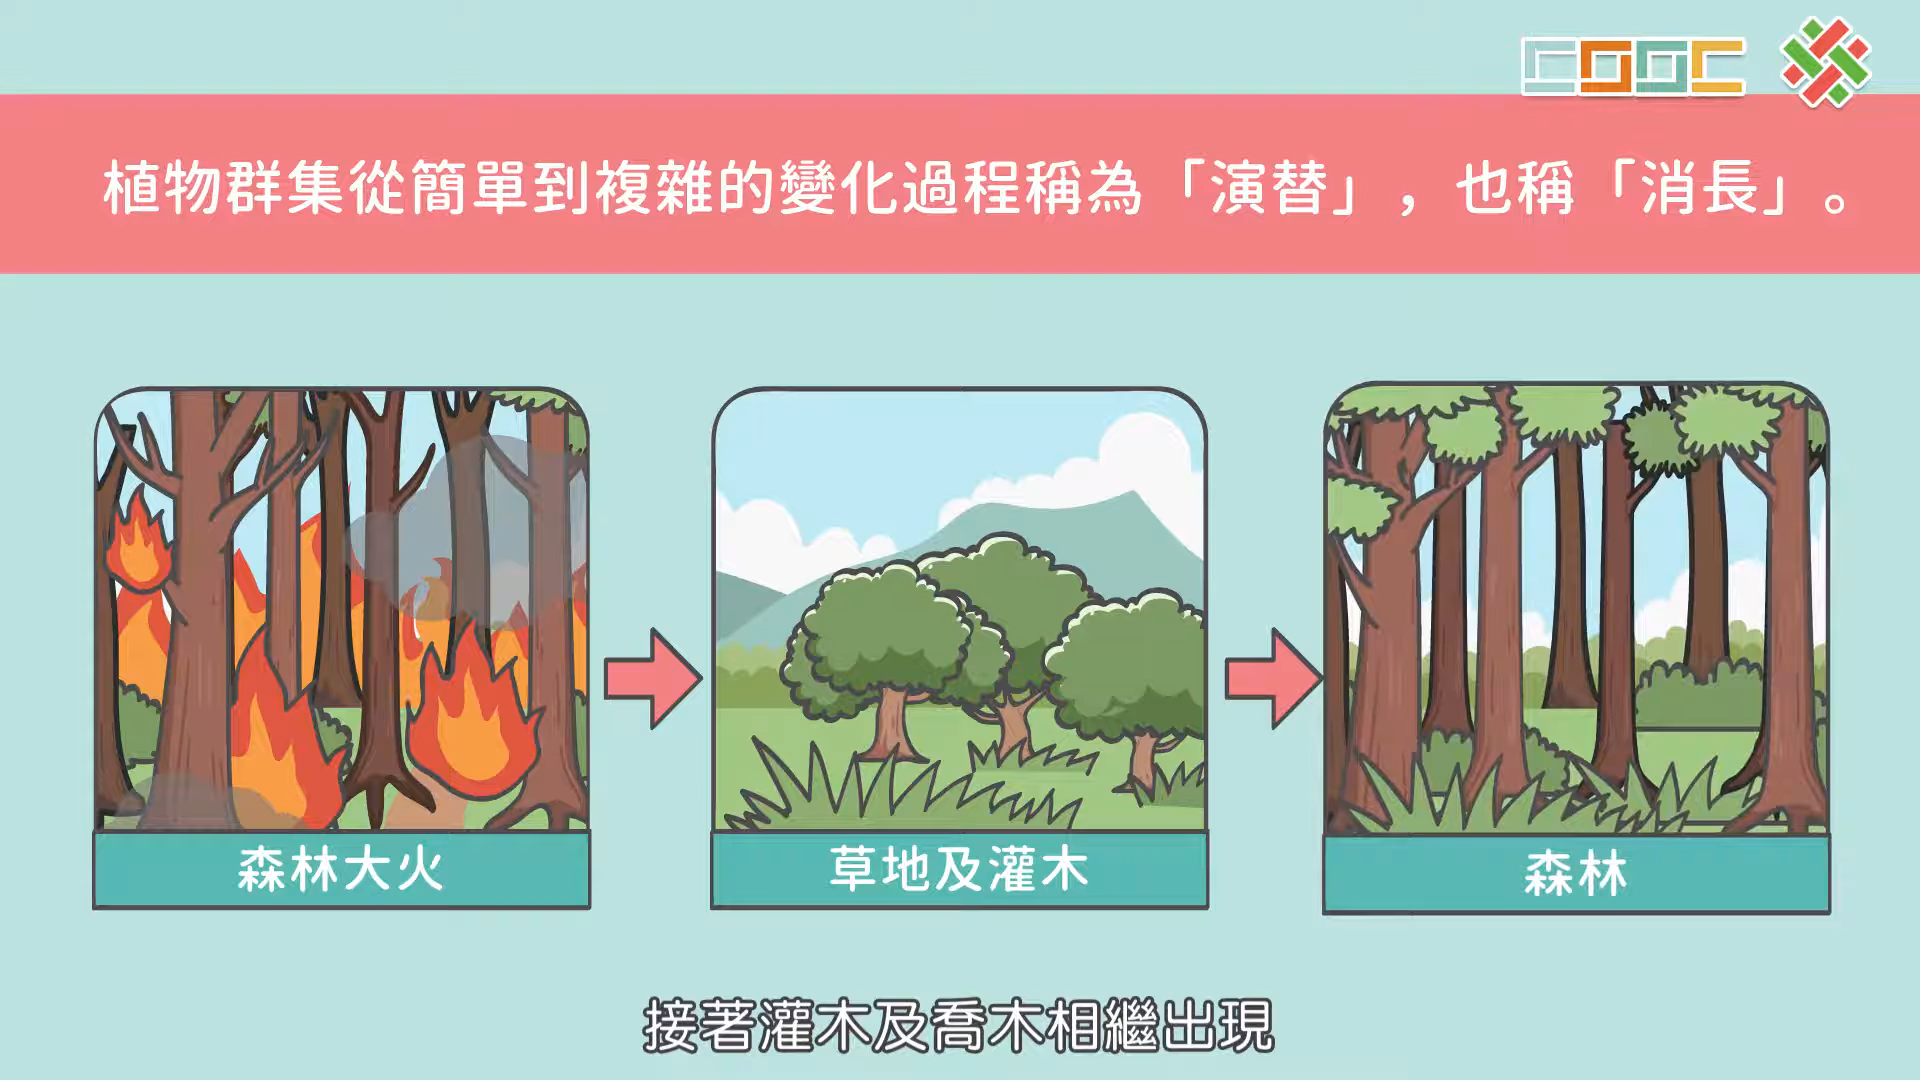 COOC
植物群集從簡單到複雜的變化過程稱為「演替」，也稱「消長」。
森林大火
草地及灌木
森林
接著灌木及喬木相繼出現